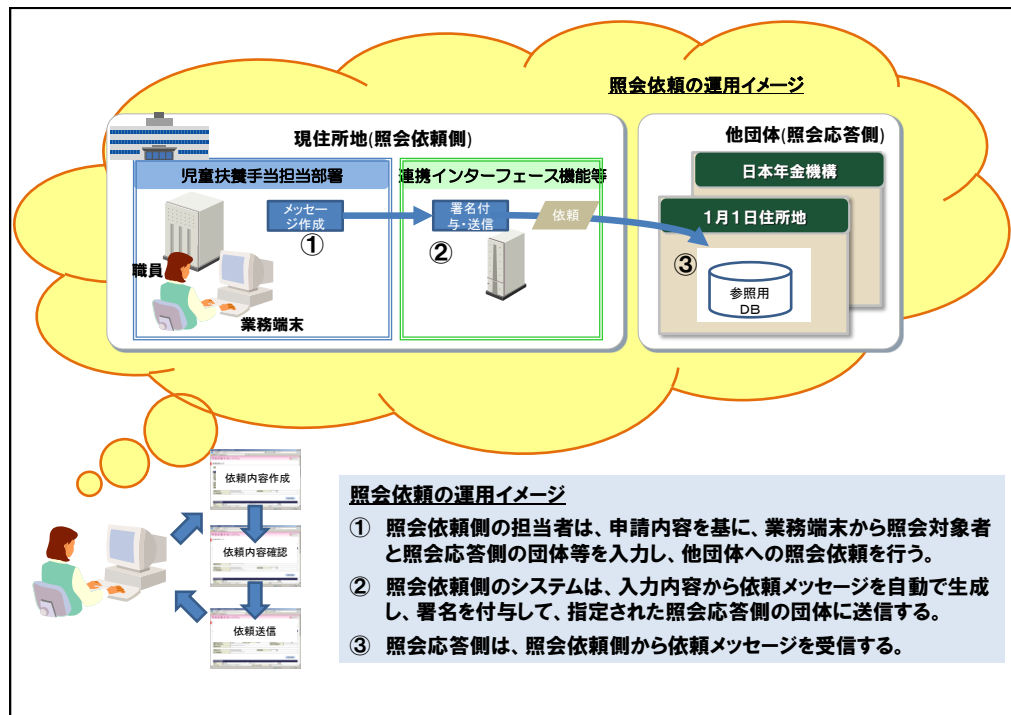 照会依頼の運用イメージ
現住所地(照会依頼側)
児童扶養手当担当部署
連携インターフェース機能等
メッセー
ジ作成
①
署名付
与・送信
②
依頼
職員
業務端末
他団体(照会応答側)
日本年金機構
1月1日住所地
③
参照用
DB
依頼内容作成
依頼内容確認
依頼送信
照会依頼の運用イメージ
① 照会依頼側の担当者は、申請内容を基に、業務端末から照会対象者
と照会応答側の団体等を入力し、他団体への照会依頼を行う。
② 照会依頼側のシステムは、入力内容から依頼メッセージを自動で生成
し、署名を付与して、指定された照会応答側の団体に送信する。
③ 照会応答側は、照会依頼側から依頼メッセージを受信する。